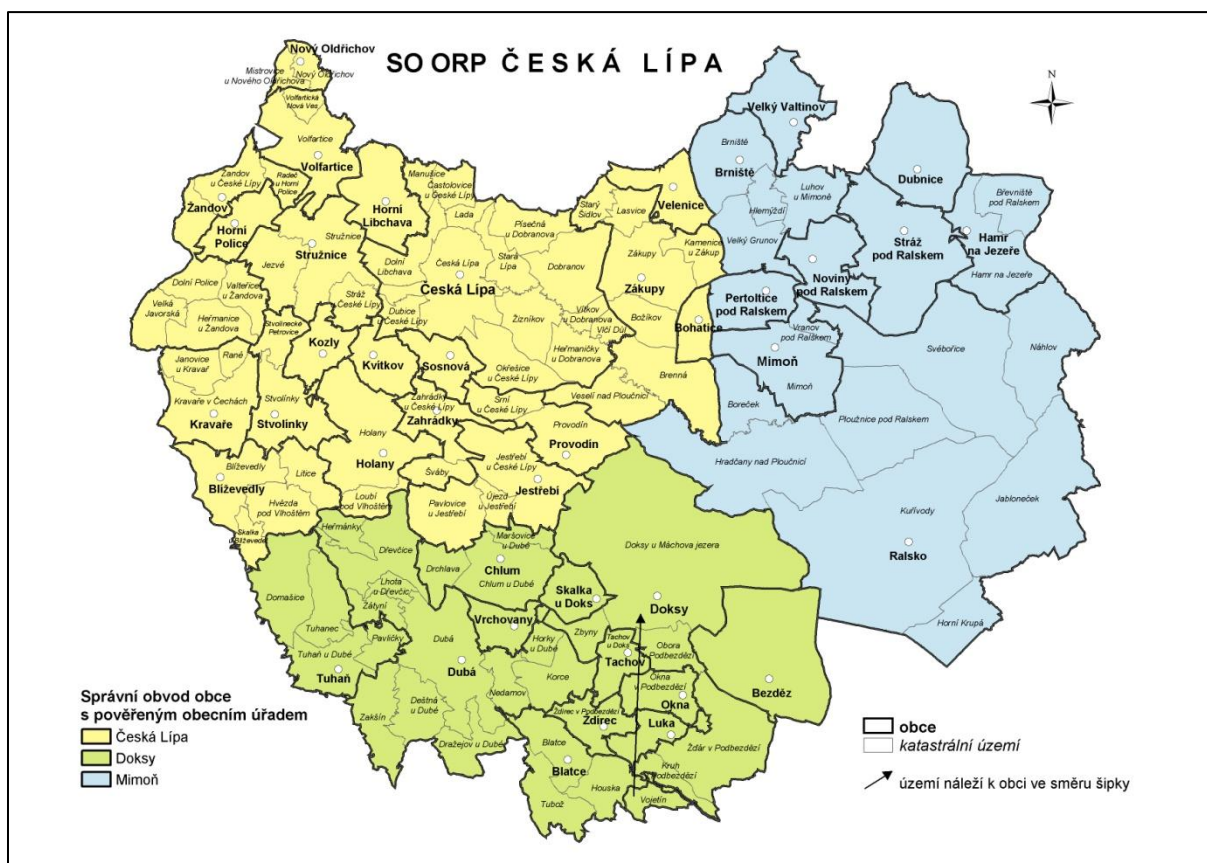 SO ORP ČESKÁ LÍPA
N
Nový Oldřichov
Mistrovice
u Nového Oldřichova
Nový Oldřichov
Volfartická
Nová Ves
Volfartice
Volfartice
Žandov
u České Lípy
Radeč
u Horní
Police
Žandov
Horní
Police
Horní
Libchava
Manušice
Častolovice
u České Lípy
Lada
Písečná
u Dobranova
Starý
Šidlov
Lasvice
Velenice
Velký Valtinov
Brniště
Brniště
Luhov
u Mimoně
Hlemýždí
Velký Grunov
Dubnice
Břevniště
pod Ralskem
Hamr
na Jezeře
Hamr na Jezeře
Stráž
pod Ralskem
Noviny
pod Ralskem
Pertoltice
pod Ralskem
Vranov
pod Ralskem
Mimoň
Mimoň
Stružnice
Stružnice
Jezvé
Dolní
Libchava
Česká Lípa
Stará
Lípa
Dobranov
Česká Lípa
Zákupy
Kamenice
u Zákup
Zákupy
Božíkov
Bohatice
Dolní Police
Valteřice
u Žandova
Velká
Javorská
Heřmanice
u Žandova
Stráž
u České Lípy
Dubice
u České Lípy
Žizníkov
Vítkov
u Dobranova
Vlčí Důl
Heřmaničky
u Dobranova
Okřešice
u České Lípy
Brenná
Veselí nad Ploučnicí
Stvolínecké
Petrovice
Kozly
Kvítkov
Sosnová
Janovice
u Kravař
Rané
Kravaře v Čechách
Kravaře
Stvolínky
Stvolínky
Zahrádky
u České Lípy
Zahrádky
Srní
u České Lípy
Provodín
Provodín
Holany
Holany
Jestřebí
u České Lípy
Jestřebí
Šváby
Blíževedly
Blíževedly
Litice
Hvězda
pod Vlhoštěm
Loubí
pod Vlhoštěm
Pavlovice
u Jestřebí
Újezd
u Jestřebí
Skalka
u Blíževedel
Svébořice
Náhlov
Boreček
Ploužnice pod Ralskem
Hradčany nad Ploučnicí
Jabloneček
Kuřívody
Ralsko
Horní Krupá
Heřmánky
Dřevčice
Maršovice
u Dubé
Chlum
Chlum u Dubé
Drchlava
Doksy u Máchova jezera
Doksy
Skalka
u Doks
Domašice
Lhota
u Dřevčic
Zátyní
Tuhanec
Pavličky
Tuhaň u Dubé
Tuhaň
Dubá
Dubá
Vrchovany
Horky
u Dubé
Zbyny
Tachov
u Doks
Tachov
Obora
v Podbezdězí
Okna
v Podbezdězí
Okna
Bezděz
Korce
Nedamov
Deštná
u Dubé
Zakšín
Dražejov u Dubé
Ždírec v Podbezdězí
Ždírec
Luka
Žďár v Podbezdězí
Blatce
Blatce
Kruh
v Podbezdězí
Houska
Tubož
Vojetín
Správní obvod obce
s pověřeným obecním úřadem
Česká Lípa
Doksy
Mimoň
obce
katastrální území
území náleží k obci ve směru šipky